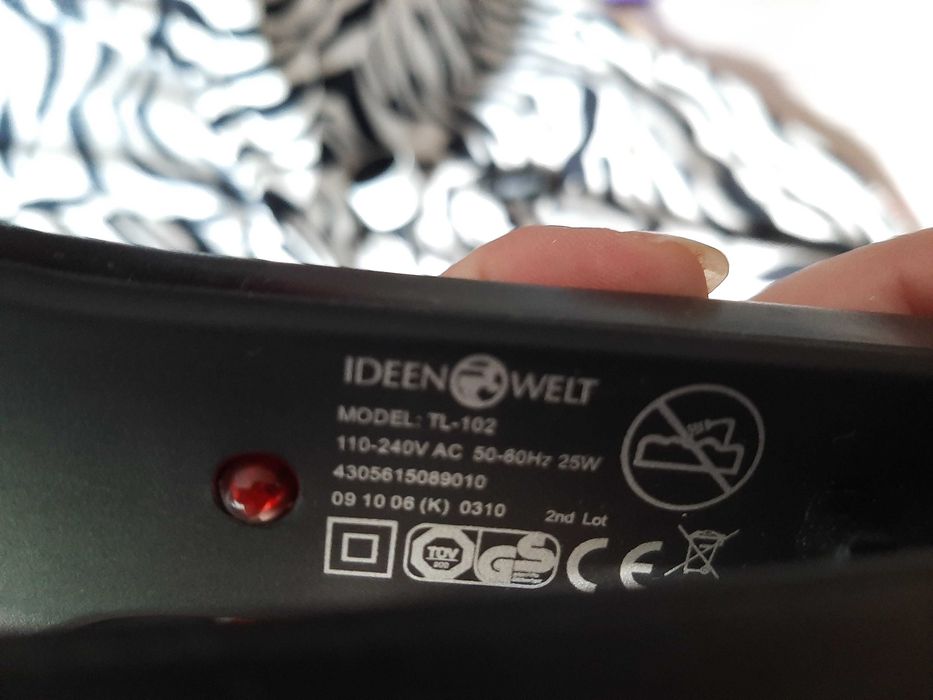 IDEEN WELT
MODEL: TL-102
110-240V AC 50-60Hz 25W
4305615089010
09 10 06 (K) 0310
2nd Lot
TÜV
GS
CE